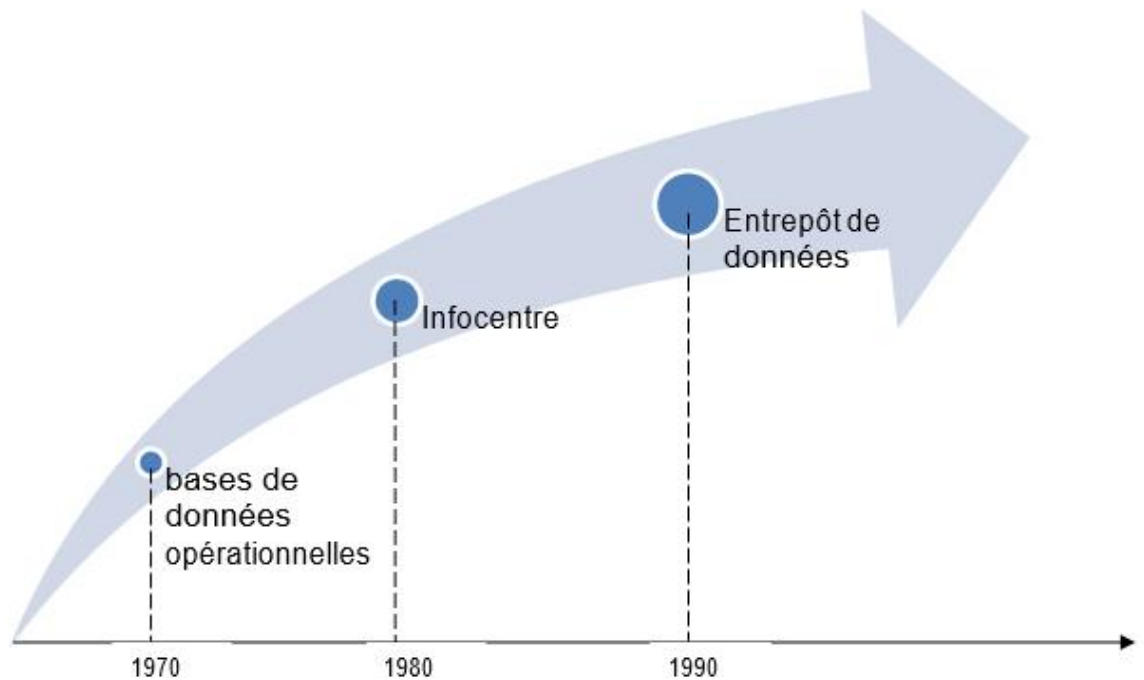 Entrepôt de
données
Infocentre
bases de
données
opérationnelles
1970
1980
1990